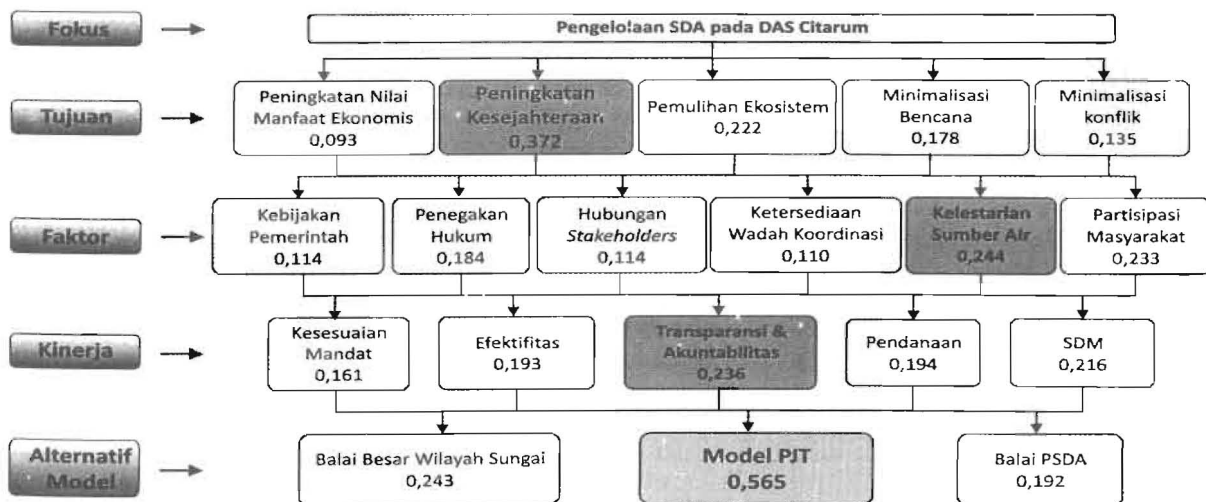 Fokus
Pengelolaan SDA pada DAS Citarum
Tujuan
Peningkatan Nilai
Manfaat Ekonomis
0,093
Peningkatan
Kesejahteraan
0,372
Pemulihan Ekosistem
0,222
Minimalisasi
Bencana
0,178
Minimalisasi
konflik
0,135
Faktor
Kebijakan
Pemerintah
0,114
Penegakan
Hukum
0,184
Hubungan
Stakeholders
0,114
Ketersediaan
Wadah Koordinasi
0,110
Kelestarian
Sumber Air
0,244
Partisipasi
Masyarakat
0,233
Kinerja
Kesesuaian
Mandat
0,161
Efektifitas
0,193
Transparansi &
Akuntabilitas
0,236
Pendanaan
0,194
SDM
0,216
Alternatif
Model
Balai Besar Wilayah Sungai
0,243
Model PJT
0,565
Balai PSDA
0,192